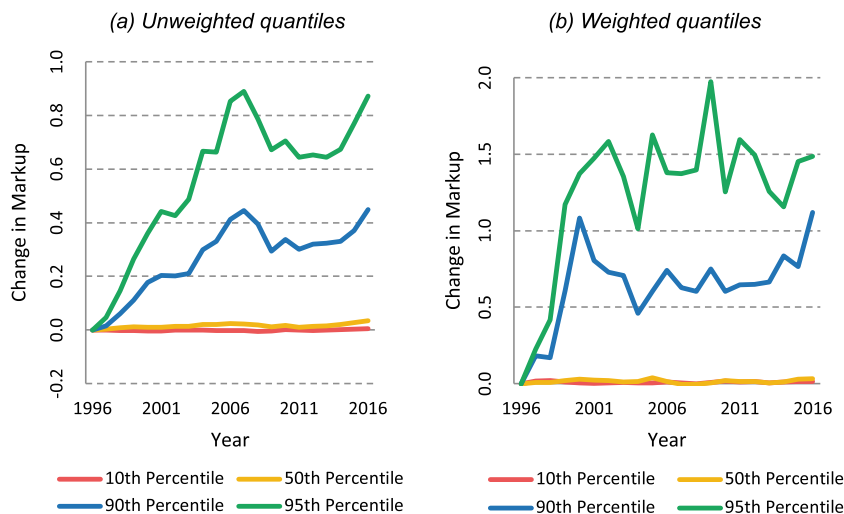 (a) Unweighted quantiles
Change in Markup
1.0
0.8
0.6
0.4
0.2
0.0
-0.2
1996 2001 2006 2011 2016
Year
10th Percentile 50th Percentile
90th Percentile 95th Percentile
(b) Weighted quantiles
Change in Markup
2.0
1.5
1.0
0.5
0.0
1996 2001 2006 2011 2016
Year
10th Percentile 50th Percentile
90th Percentile 95th Percentile